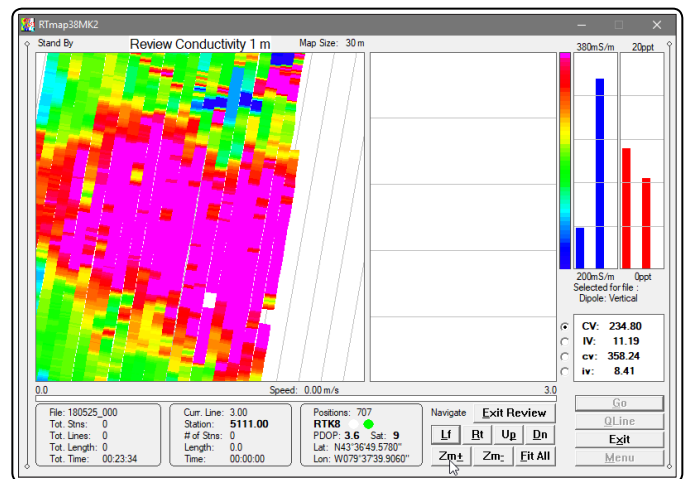 RTmap38MK2
Stand By Review Conductivity 1 m Map Size: 30 m
380mS/m 20ppt
200mS/m 0ppt
Selected for file :
Dipole: Vertical
CV: 234.80
IV: 11.19
cv: 358.24
iv: 8.41
0.0 Speed: 0.00 m/s 3.0
File: 180525_000
Tot. Stns: 0
Tot. Lines: 0
Tot. Length: 0
Tot. Time: 00:23:34
Curr. Line: 3.00
Station: 5111.00
# of Stns: 0
Length: 0.0
Time: 00:00:00
Positions: 707
RTK8
PDOP: 3.6 Sat: 9
Lat: N43°36'49.5780"
Lon: W079°37'39.9060"
Navigate Exit Review
Lf Rt Up Dn
Zm+ Zm- Fit All
Go
QLine
Exit
Menu